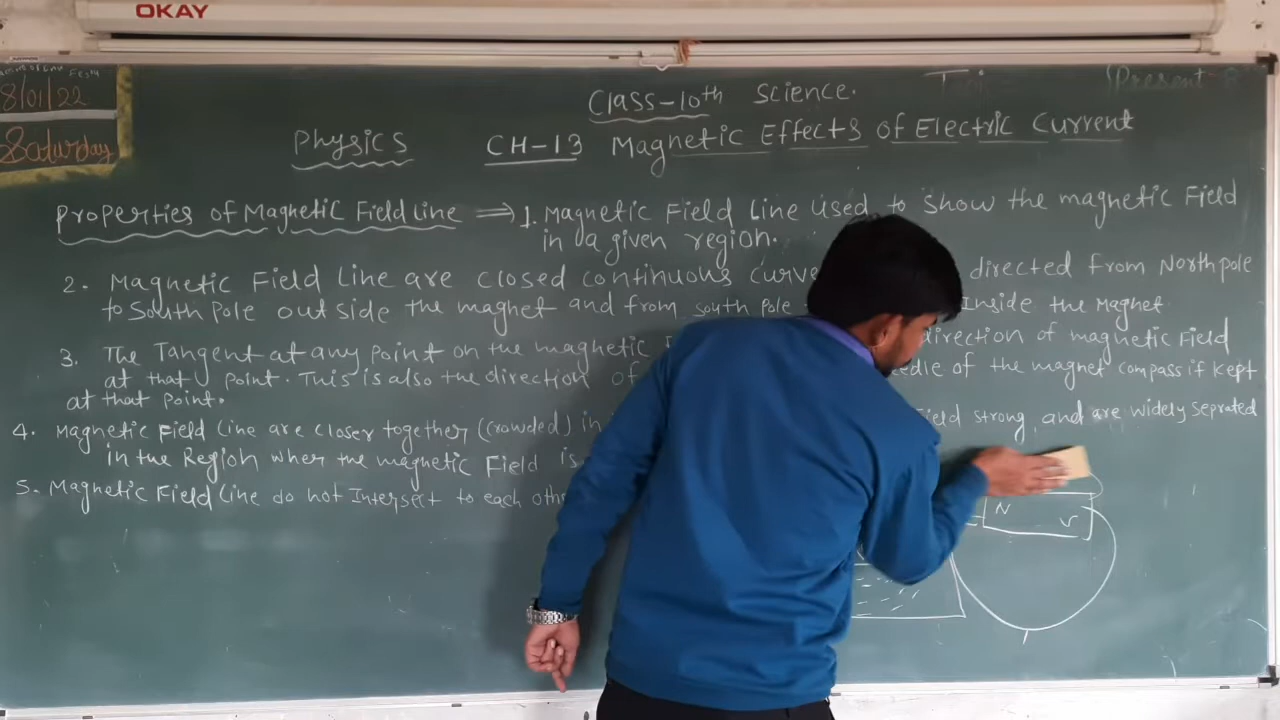 OKAY
8/01/22
Saturday
Class-10th Science.
Physics CH-13 Magnetic Effects of Electric Current
Properties of Magnetic Field Line ⇒ 1. Magnetic Field Line used to show the magnetic Field
in a given region.
2. Magnetic Field Line are closed continuous curve directed from North pole
to South Pole out side the magnet and from south pole Inside the Magnet
3. The Tangent at any Point on the magnetic direction of magnetic Field
at that Point. This is also the direction of of the magnet compass if kept
at that Point.
4. Magnetic Field Line are closer together (crowded) in strong, and are widely seprated
in the Region wher the magnetic Field is
5. Magnetic Field Line do not Intersect to each
N